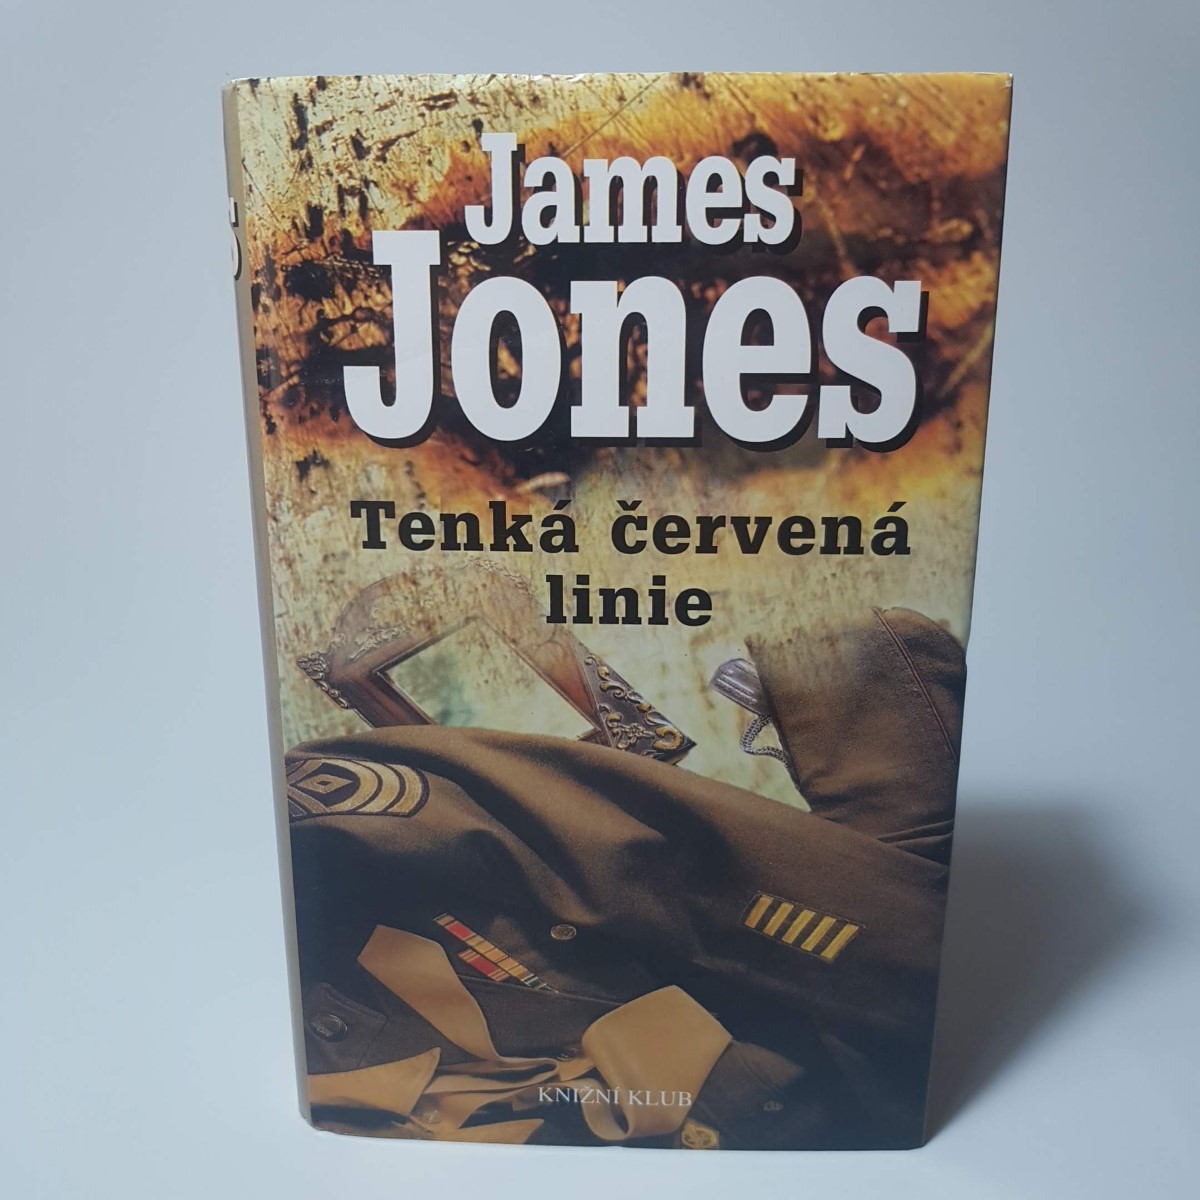 James
Jones
Tenká červená
linie
KNIŽNÍ KLUB